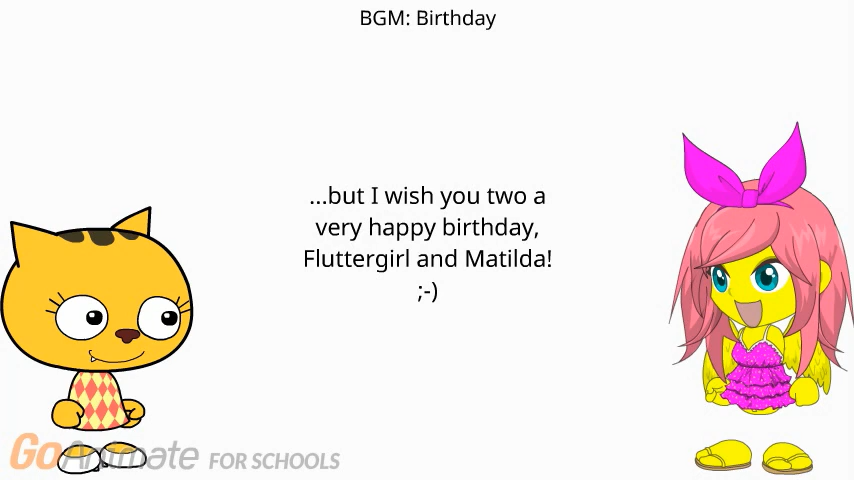 BGM: Birthday
...but I wish you two a
very happy birthday,
Fluttergirl and Matilda!
;-)
GoAnimate FOR SCHOOLS